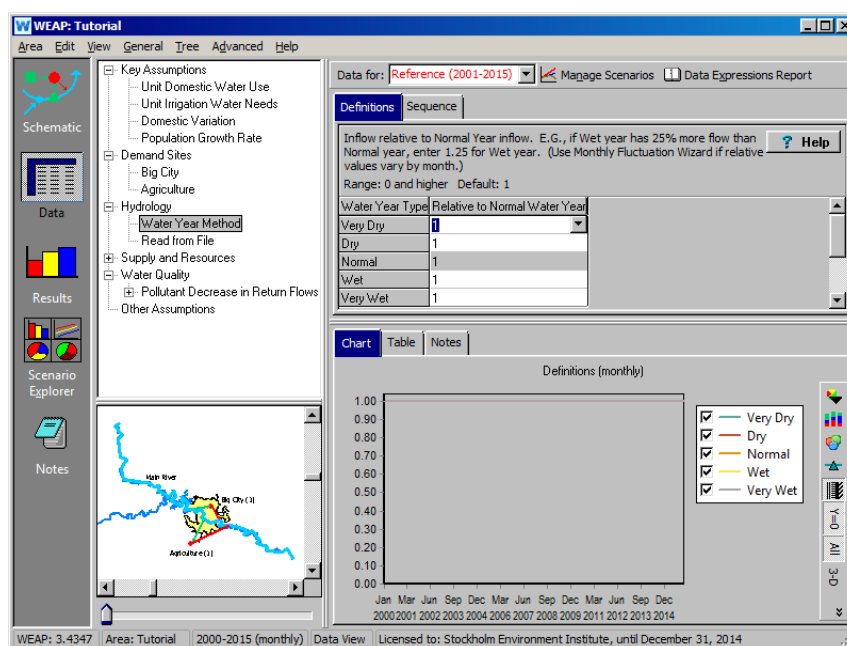 WEAP: Tutorial
Area Edit View General Tree Advanced Help
Schematic
Data
Results
Scenario
Explorer
Notes
Key Assumptions
Unit Domestic Water Use
Unit Irrigation Water Needs
Domestic Variation
Population Growth Rate
Demand Sites
Big City
Agriculture
Hydrology
Water Year Method
Read from File
Supply and Resources
Water Quality
Pollutant Decrease in Return Flows
Other Assumptions
Main River
Big City (1)
Agriculture (1)
Data for: Reference (2001-2015) Manage Scenarios Data Expressions Report
Definitions Sequence
Inflow relative to Normal Year inflow. E.G., if Wet year has 25% more flow than
Normal year, enter 1.25 for Wet year. (Use Monthly Fluctuation Wizard if relative
values vary by month.)
Range: 0 and higher Default: 1
? Help
Water Year Type Relative to Normal Water Year
Very Dry 1
Dry 1
Normal 1
Wet 1
Very Wet 1
Chart Table Notes
Definitions (monthly)
1.00
0.90
0.80
0.70
0.60
0.50
0.40
0.30
0.20
0.10
0.00
Jan Mar Jun Sep Dec Mar Jun Sep Dec Mar Jun Sep Dec
2000 2001 2002 2003 2004 2006 2007 2008 2009 2011 2012 2013 2014
Very Dry
Dry
Normal
Wet
Very Wet
Y=0
All
3-D
WEAP: 3.4347 Area: Tutorial 2000-2015 (monthly) Data View Licensed to: Stockholm Environment Institute, until December 31, 2014